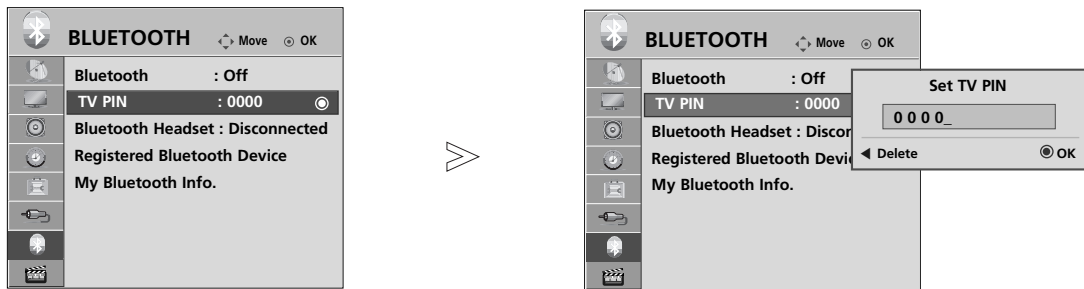 BLUETOOTH Move OK
Bluetooth : Off
TV PIN : 0000
Bluetooth Headset : Disconnected
Registered Bluetooth Device
My Bluetooth Info.
BLUETOOTH Move OK
Bluetooth : Off
TV PIN : 0000
Bluetooth Headset : Discon
Registered Bluetooth Devic
My Bluetooth Info.
Set TV PIN
0 0 0 0_
Delete OK